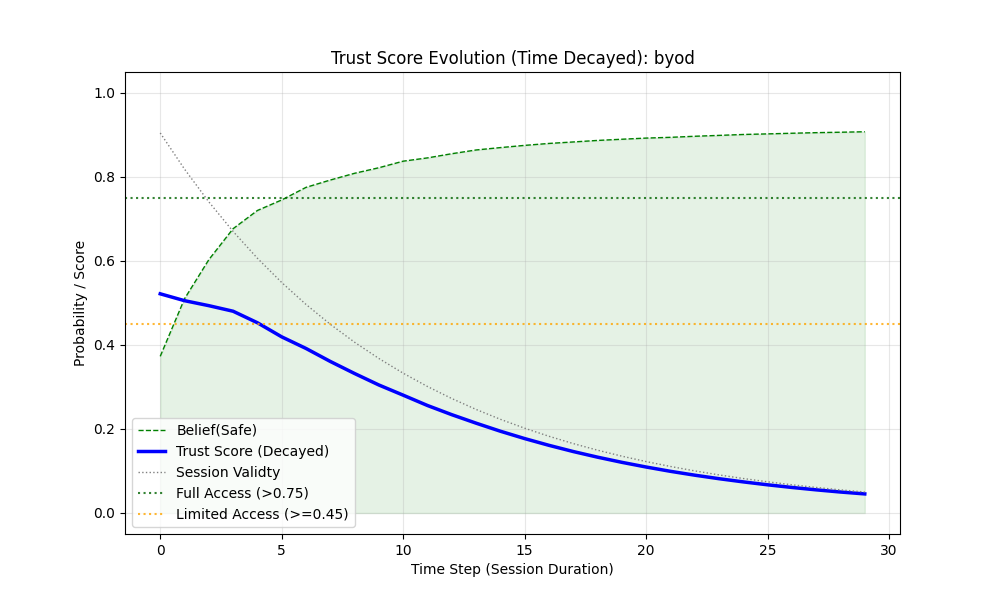 Trust Score Evolution (Time Decayed): byod
Probability / Score
1.0
0.8
0.6
0.4
0.2
0.0
Belief(Safe)
Trust Score (Decayed)
Session Validty
Full Access (>0.75)
Limited Access (>=0.45)
0 5 10 15 20 25 30
Time Step (Session Duration)